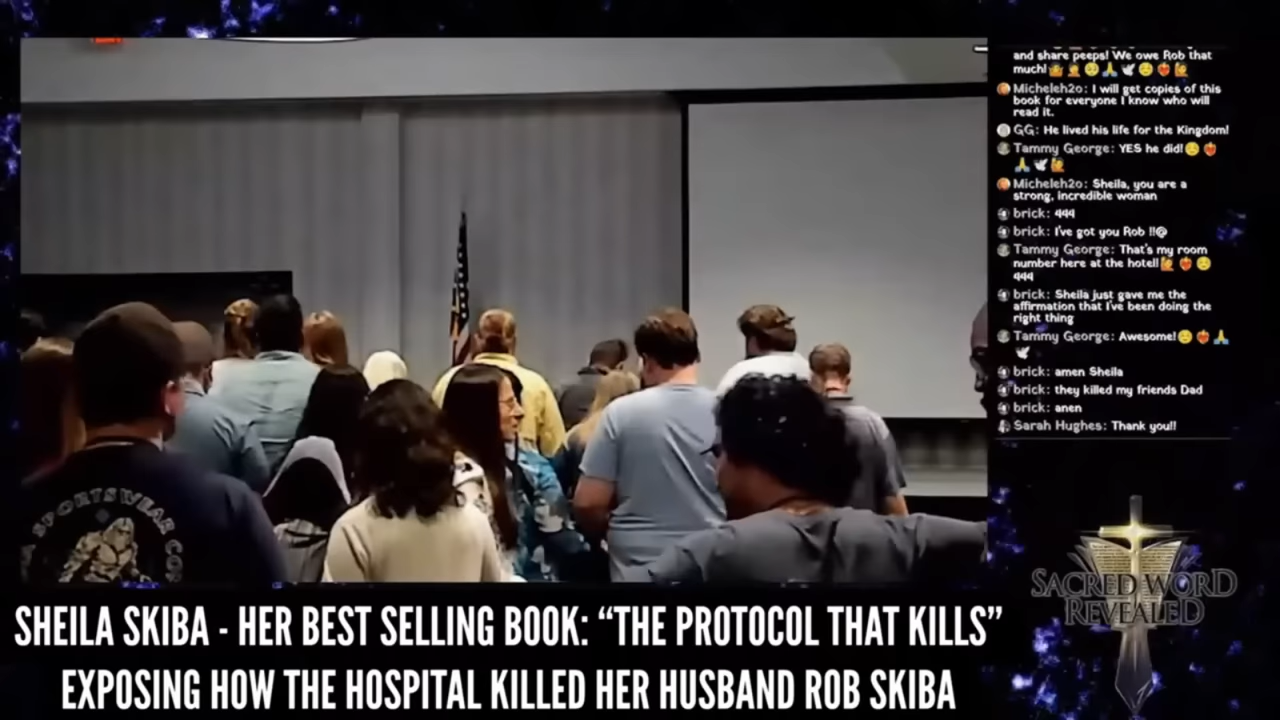 and share peeps! We owe Rob that
much!🤷🙎🥺🙏🕊☺❤️‍🔥🙋
Micheleh2o: I will get copies of this
book for everyone I know who will
read it.
GG: He lived his life for the Kingdom!
Tammy George: YES he did!☺❤️‍🔥
🙏🕊🙋
Micheleh2o: Sheila, you are a
strong, incredible woman
brick: 444
brick: I've got you Rob !!@
Tammy George: That's my room
number here at the hotel!🙋❤️‍🔥☺
444
brick: Sheila just gave me the
affirmation that I've been doing the
right thing
Tammy George: Awesome!☺❤️‍🔥🙏
🕊
brick: amen Sheila
brick: they killed my friends Dad
brick: anen
Sarah Hughes: Thank you!!
SPORTSWEAR CO
SACRED WORD
REVEALED
SHEILA SKIBA - HER BEST SELLING BOOK: “THE PROTOCOL THAT KILLS”
EXPOSING HOW THE HOSPITAL KILLED HER HUSBAND ROB SKIBA